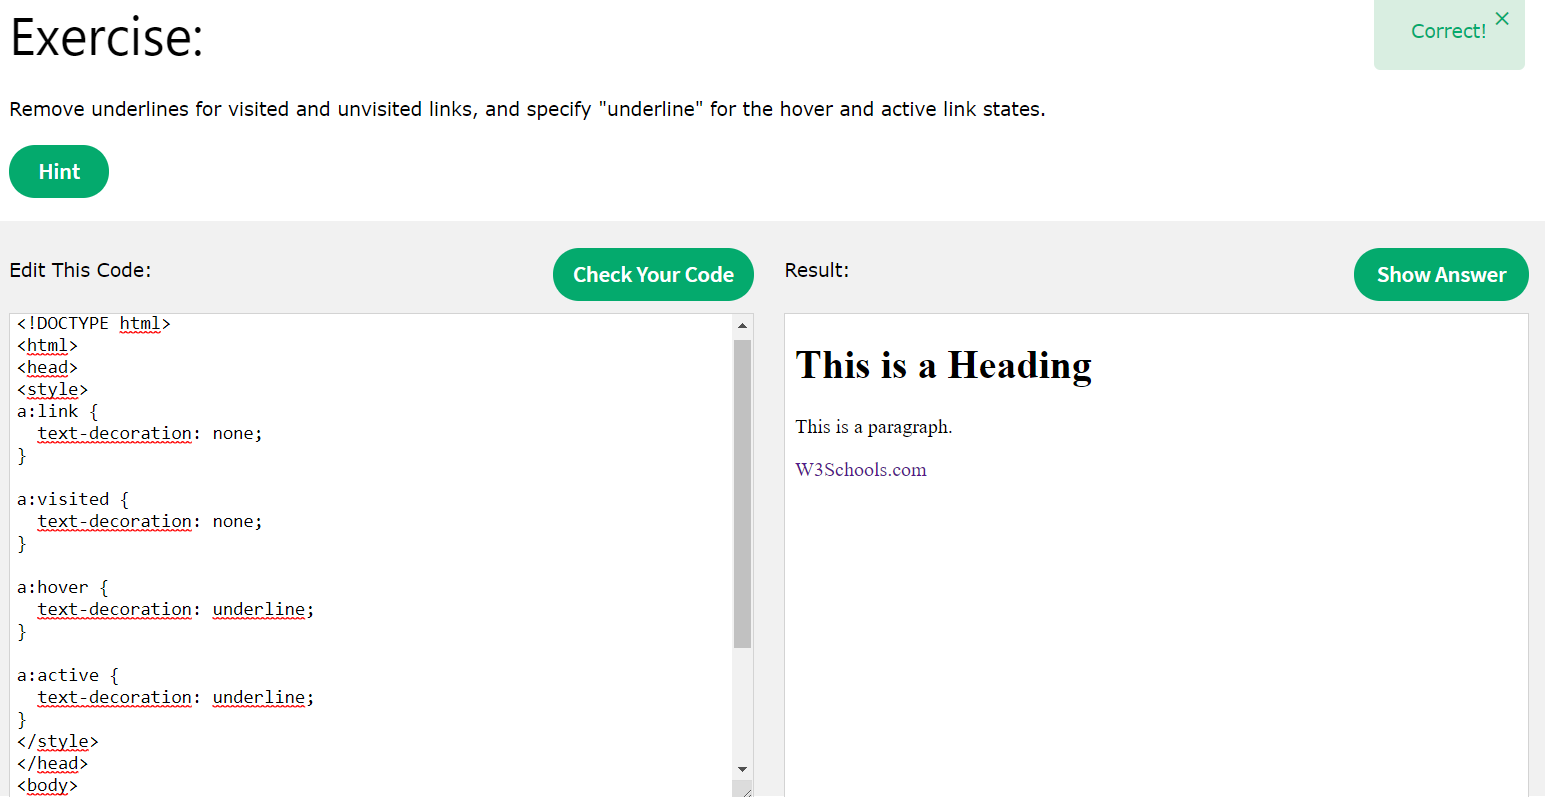 Exercise:
Correct!
×
Remove underlines for visited and unvisited links, and specify "underline" for the hover and active link states.
Hint
Edit This Code:
Check Your Code
<!DOCTYPE html>
<html>
<head>
<style>
a:link {
  text-decoration: none;
}

a:visited {
  text-decoration: none;
}

a:hover {
  text-decoration: underline;
}

a:active {
  text-decoration: underline;
}
</style>
</head>
<body>
Result:
Show Answer
This is a Heading
This is a paragraph.
W3Schools.com